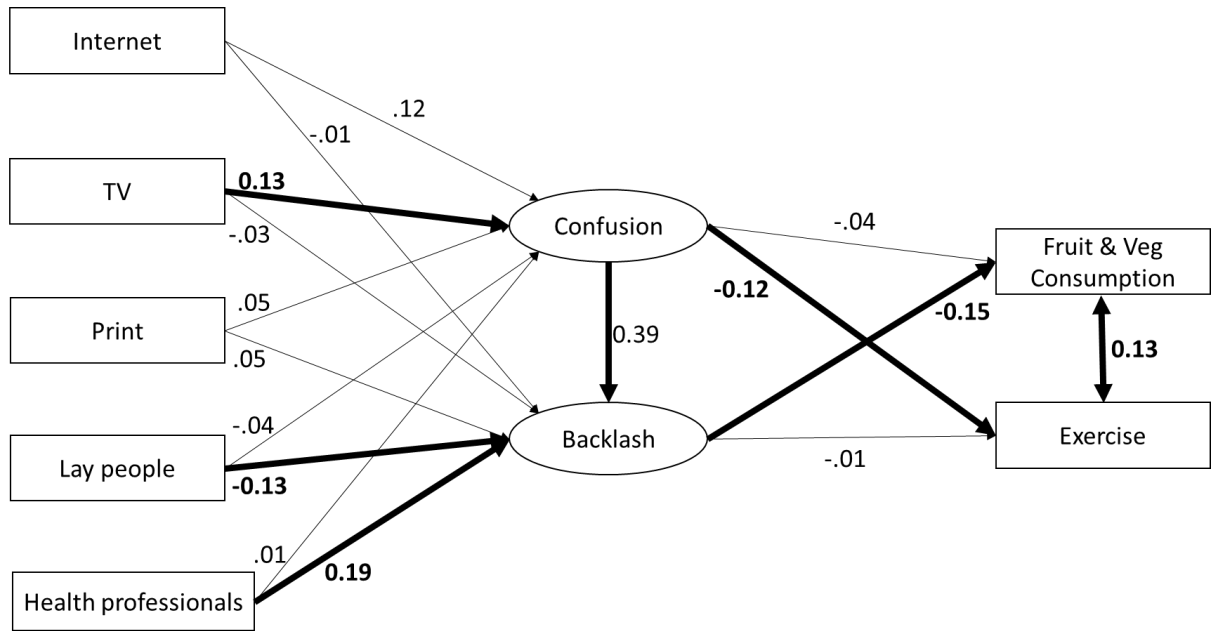 Internet
.12
-.01
TV
0.13
-.03
Confusion
-.04
Fruit & Veg
Consumption
-0.12
-0.15
Print
.05
.05
0.39
0.13
-.04
Lay people
-0.13
Backlash
-.01
Exercise
.01
0.19
Health professionals